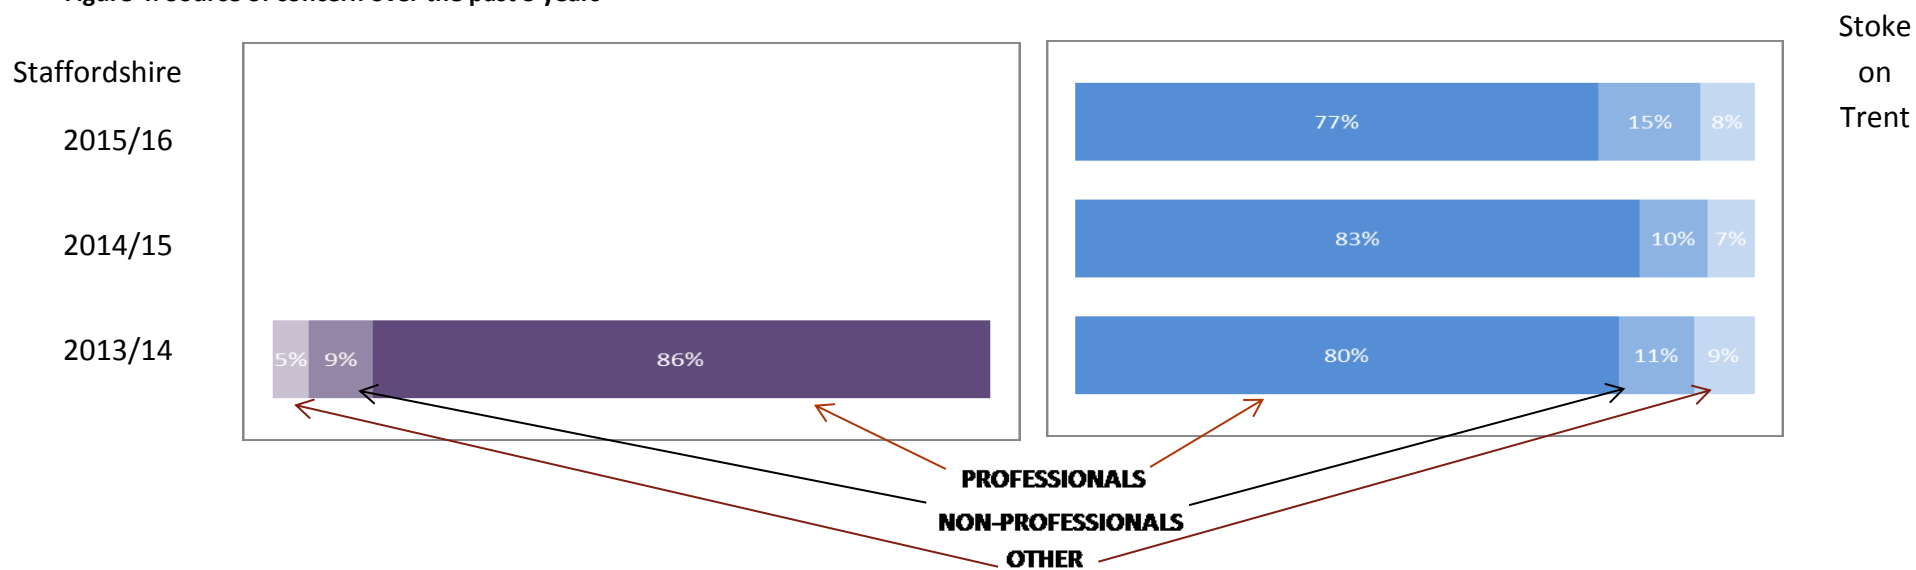 Stoke
on
Trent
Staffordshire
2015/16
77% 15% 8%
2014/15
83% 10% 7%
2013/14
5% 9% 86%
80% 11% 9%
PROFESSIONALS
NON-PROFESSIONALS
OTHER